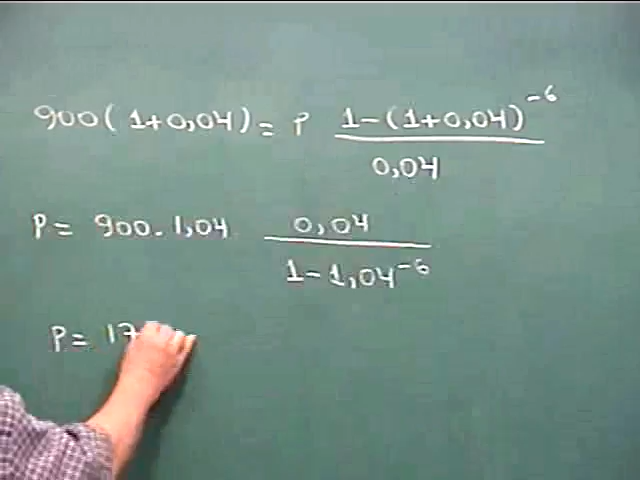 900(1+0,04) = P 1-(1+0,04)^-6 / 0,04
P = 900.1,04 0,04 / 1-1,04^-6
P = 17